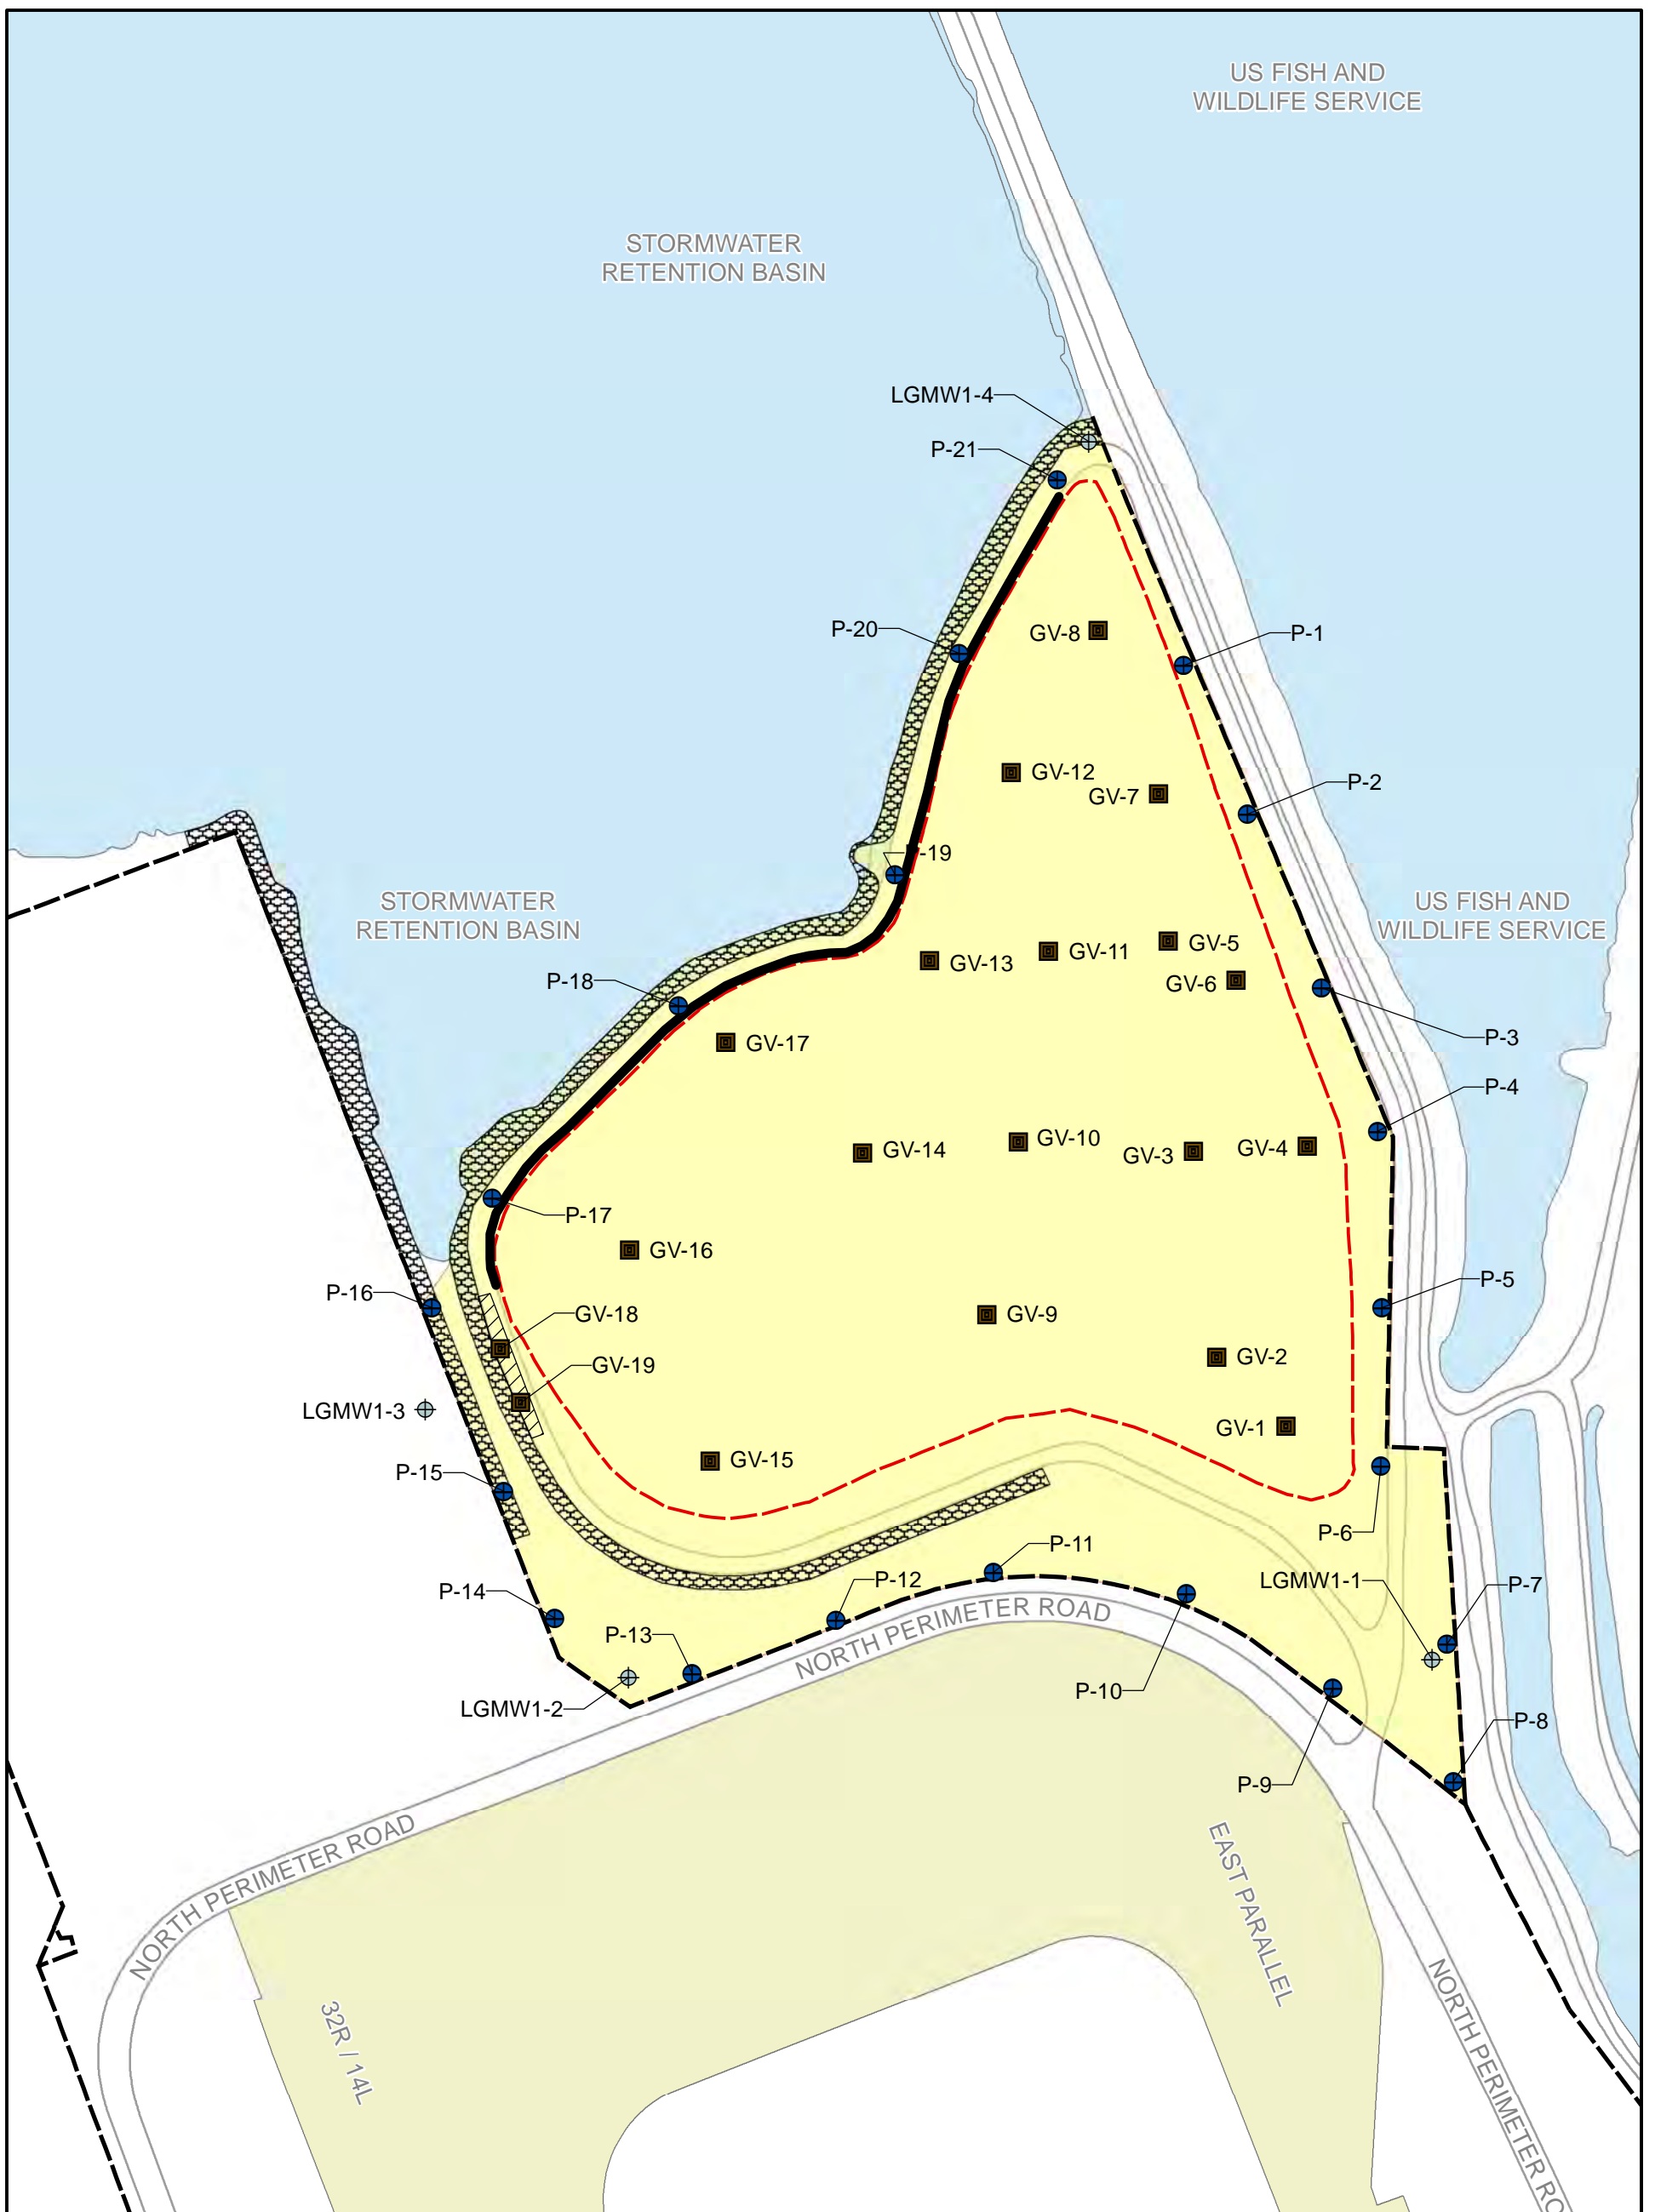 US FISH AND
WILDLIFE SERVICE
STORMWATER
RETENTION BASIN
LGMW1-4
P-21
P-20
GV-8
P-1
GV-12
GV-7
P-2
-19
STORMWATER
RETENTION BASIN
US FISH AND
WILDLIFE SERVICE
GV-13
GV-11
GV-5
GV-6
P-18
P-3
GV-17
P-4
GV-14
GV-10
GV-3
GV-4
P-17
GV-16
P-5
P-16
GV-18
GV-9
GV-19
GV-2
LGMW1-3
GV-1
P-15
GV-15
P-6
P-11
P-12
LGMW1-1
P-7
P-14
P-13
NORTH PERIMETER ROAD
P-10
LGMW1-2
P-8
P-9
NORTH PERIMETER ROAD
EAST PARALLEL
32R / 14L
NORTH PERIMETER RO